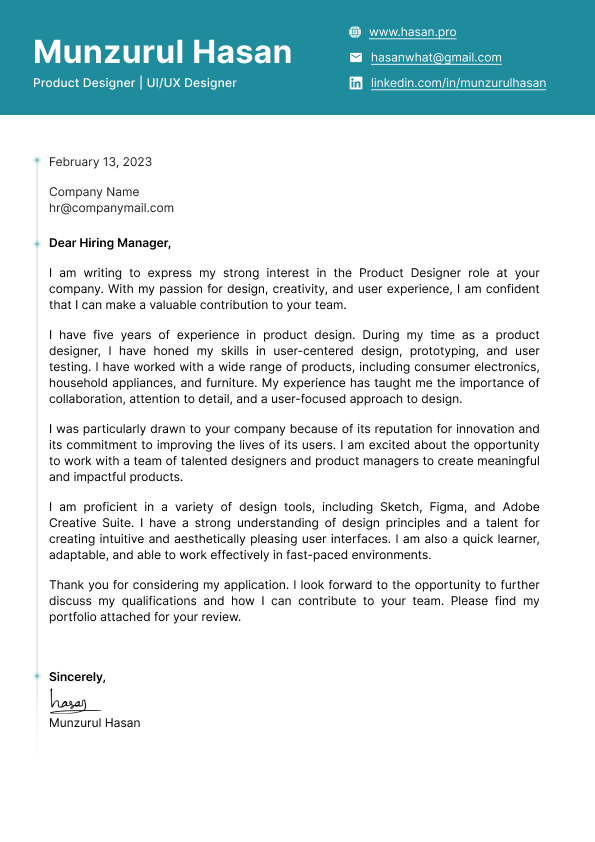 Munzurul Hasan
Product Designer | UI/UX Designer
www.hasan.pro
hasanwhat@gmail.com
linkedin.com/in/munzurulhasan
February 13, 2023
Company Name
hr@companymail.com
Dear Hiring Manager,
I am writing to express my strong interest in the Product Designer role at your
company. With my passion for design, creativity, and user experience, I am confident
that I can make a valuable contribution to your team.
I have five years of experience in product design. During my time as a product
designer, I have honed my skills in user-centered design, prototyping, and user
testing. I have worked with a wide range of products, including consumer electronics,
household appliances, and furniture. My experience has taught me the importance of
collaboration, attention to detail, and a user-focused approach to design.
I was particularly drawn to your company because of its reputation for innovation and
its commitment to improving the lives of its users. I am excited about the opportunity
to work with a team of talented designers and product managers to create meaningful
and impactful products.
I am proficient in a variety of design tools, including Sketch, Figma, and Adobe
Creative Suite. I have a strong understanding of design principles and a talent for
creating intuitive and aesthetically pleasing user interfaces. I am also a quick learner,
adaptable, and able to work effectively in fast-paced environments.
Thank you for considering my application. I look forward to the opportunity to further
discuss my qualifications and how I can contribute to your team. Please find my
portfolio attached for your review.
Sincerely,
hasan
Munzurul Hasan